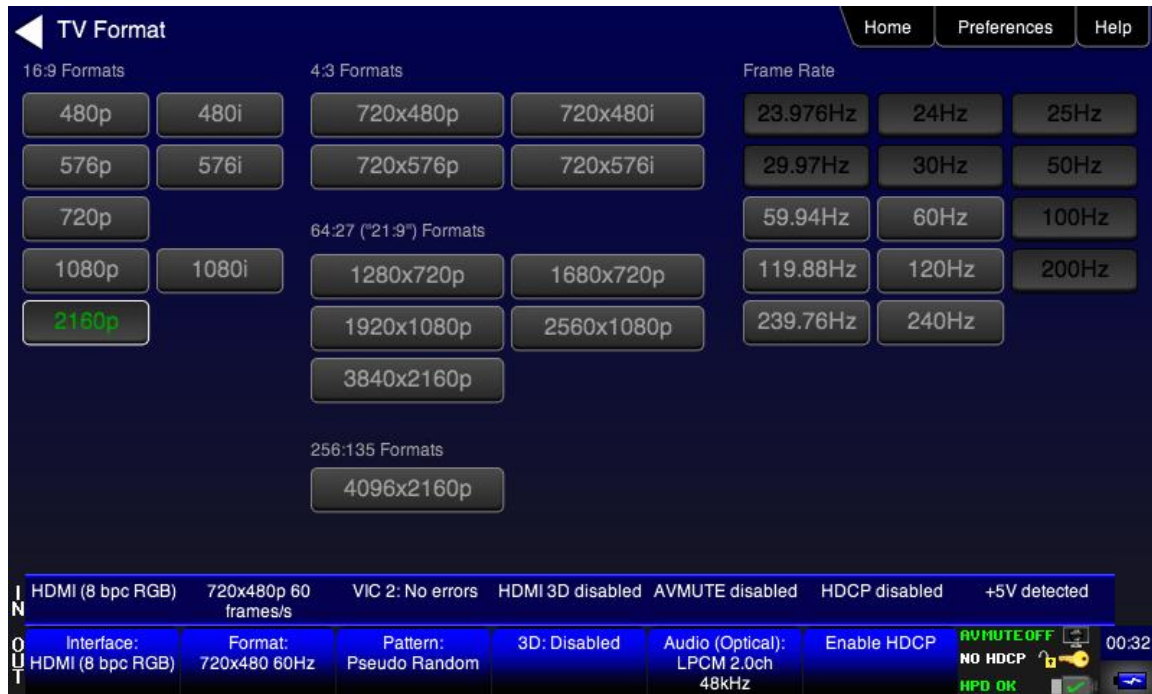 TV Format
Home Preferences Help
16:9 Formats
480p 480i
576p 576i
720p
1080p 1080i
2160p
4:3 Formats
720x480p 720x480i
720x576p 720x576i
64:27 ("21:9") Formats
1280x720p 1680x720p
1920x1080p 2560x1080p
3840x2160p
256:135 Formats
4096x2160p
Frame Rate
23.976Hz 24Hz 25Hz
29.97Hz 30Hz 50Hz
59.94Hz 60Hz 100Hz
119.88Hz 120Hz 200Hz
239.76Hz 240Hz
IN
HDMI (8 bpc RGB)
720x480p 60
frames/s
VIC 2: No errors
HDMI 3D disabled
AVMUTE disabled
HDCP disabled
+5V detected
OUT
Interface:
HDMI (8 bpc RGB)
Format:
720x480 60Hz
Pattern:
Pseudo Random
3D: Disabled
Audio (Optical):
LPCM 2.0ch
48kHz
Enable HDCP
AVMUTE OFF
NO HDCP
HPD OK
00:32